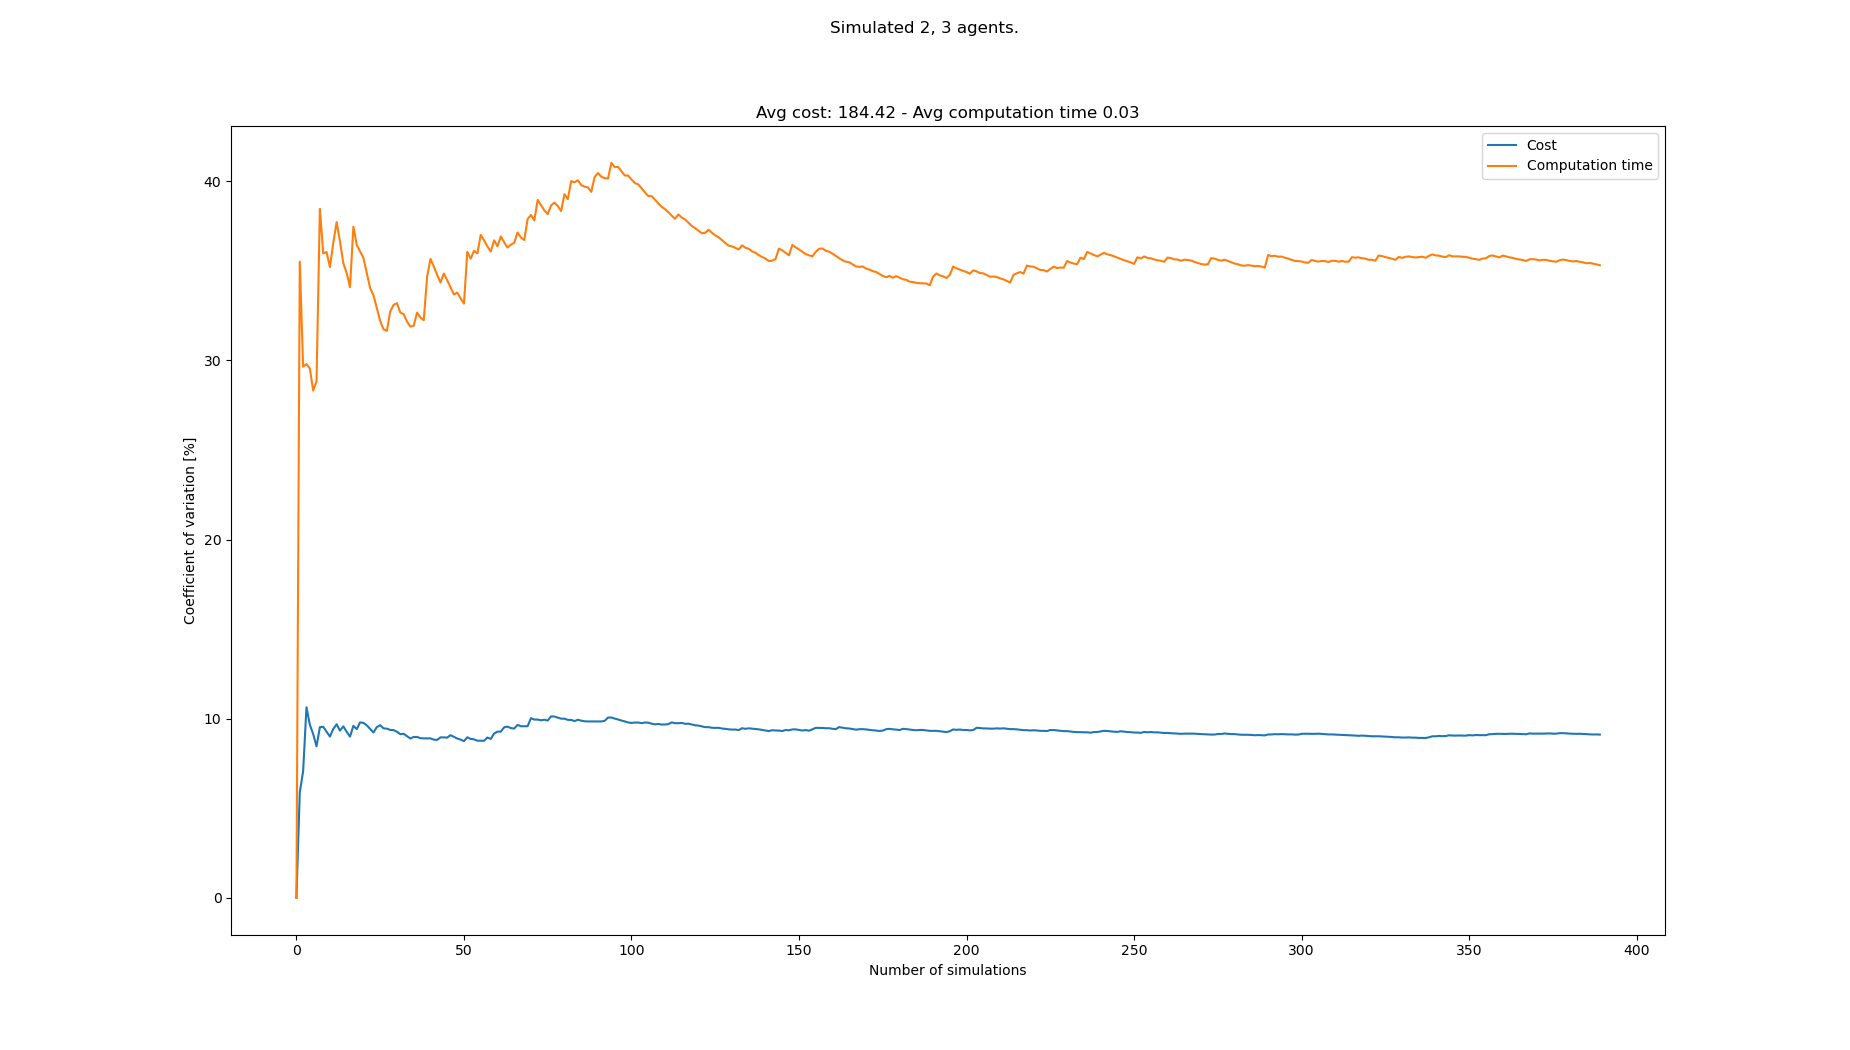 Simulated 2, 3 agents.
Avg cost: 184.42 - Avg computation time 0.03
Cost
Computation time
40
30
20
10
0
Coefficient of variation [%]
0 50 100 150 200 250 300 350 400
Number of simulations